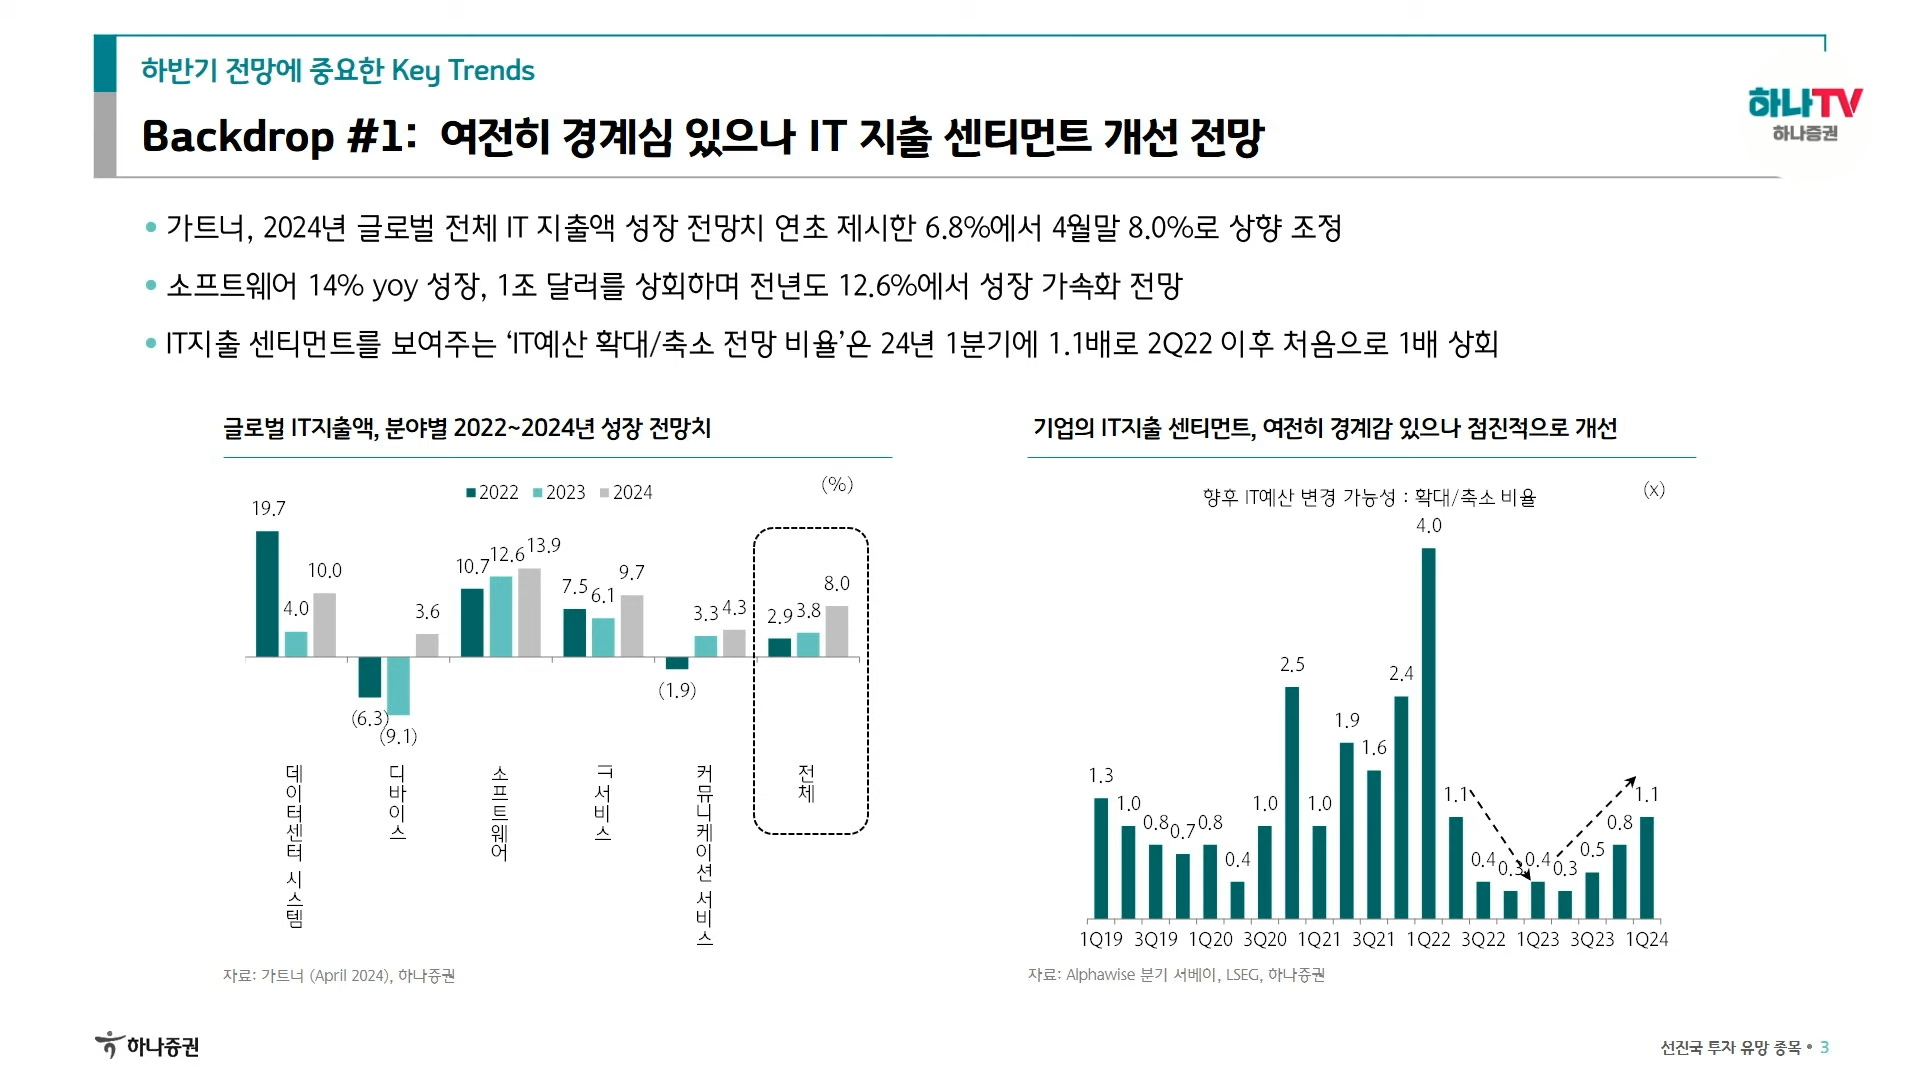 하반기 전망에 중요한 Key Trends
Backdrop #1: 여전히 경계심 있으나 IT 지출 센티먼트 개선 전망
하나TV
하나증권
• 가트너, 2024년 글로벌 전체 IT 지출액 성장 전망치 연초 제시한 6.8%에서 4월말 8.0%로 상향 조정
• 소프트웨어 14% yoy 성장, 1조 달러를 상회하며 전년도 12.6%에서 성장 가속화 전망
• IT지출 센티먼트를 보여주는 ‘IT예산 확대/축소 전망 비율’은 24년 1분기에 1.1배로 2Q22 이후 처음으로 1배 상회
글로벌 IT지출액, 분야별 2022~2024년 성장 전망치
2022 2023 2024
(%)
19.7 4.0 10.0
(6.3) (9.1) 3.6
10.7 12.6 13.9
7.5 6.1 9.7
(1.9) 3.3 4.3
2.9 3.8 8.0
데이터센터 시스템
디바이스
소프트웨어
서비스
커뮤니케이션 서비스
전체
자료: 가트너 (April 2024), 하나증권
기업의 IT지출 센티먼트, 여전히 경계감 있으나 점진적으로 개선
향후 IT예산 변경 가능성 : 확대/축소 비율
(x)
1.3 1.0 0.8 0.7 0.8 0.4 1.0 2.5 1.0 1.9 1.6 2.4 4.0 1.1 0.4 0.3 0.4 0.3 0.5 0.8 1.1
1Q19 3Q19 1Q20 3Q20 1Q21 3Q21 1Q22 3Q22 1Q23 3Q23 1Q24
자료: Alphawise 분기 서베이, LSEG, 하나증권
하나증권
선진국 투자 유망 종목 • 3